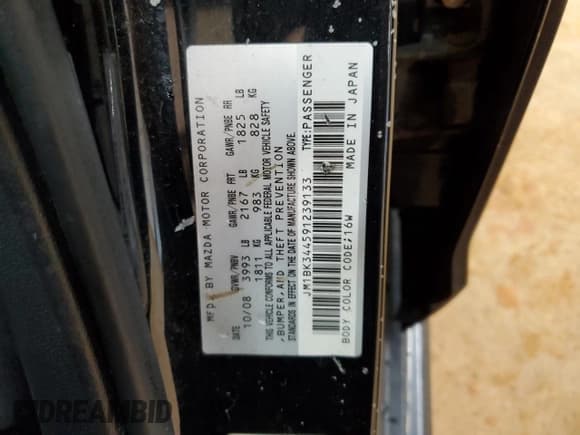 MFD. BY MAZDA MOTOR CORPORATION
DATE GVWR/PNBV GAWR/PNBE FRT GAWR/PNBE RR
10/08 3993 LB 2167 LB 1825 LB
1811 KG 983 KG 828 KG
THIS VEHICLE CONFORMS TO ALL APPLICABLE FEDERAL MOTOR VEHICLE SAFETY
,BUMPER,AND THEFT PREVENTION
STANDARDS IN EFFECT ON THE DATE OF MANUFACTURE SHOWN ABOVE.
JM1BK344591239133 TYPE:PASSENGER
BODY COLOR CODE:16W MADE IN JAPAN
DREAMBID